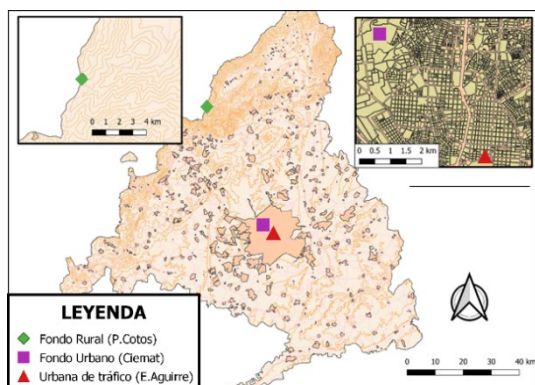 0 1 2 3 4 km
0 0.5 1 1.5 2 km
LEYENDA
Fondo Rural (P.Cotos)
Fondo Urbano (Ciemat)
Urbana de tráfico (E.Aguirre)
0 10 20 30 40 km